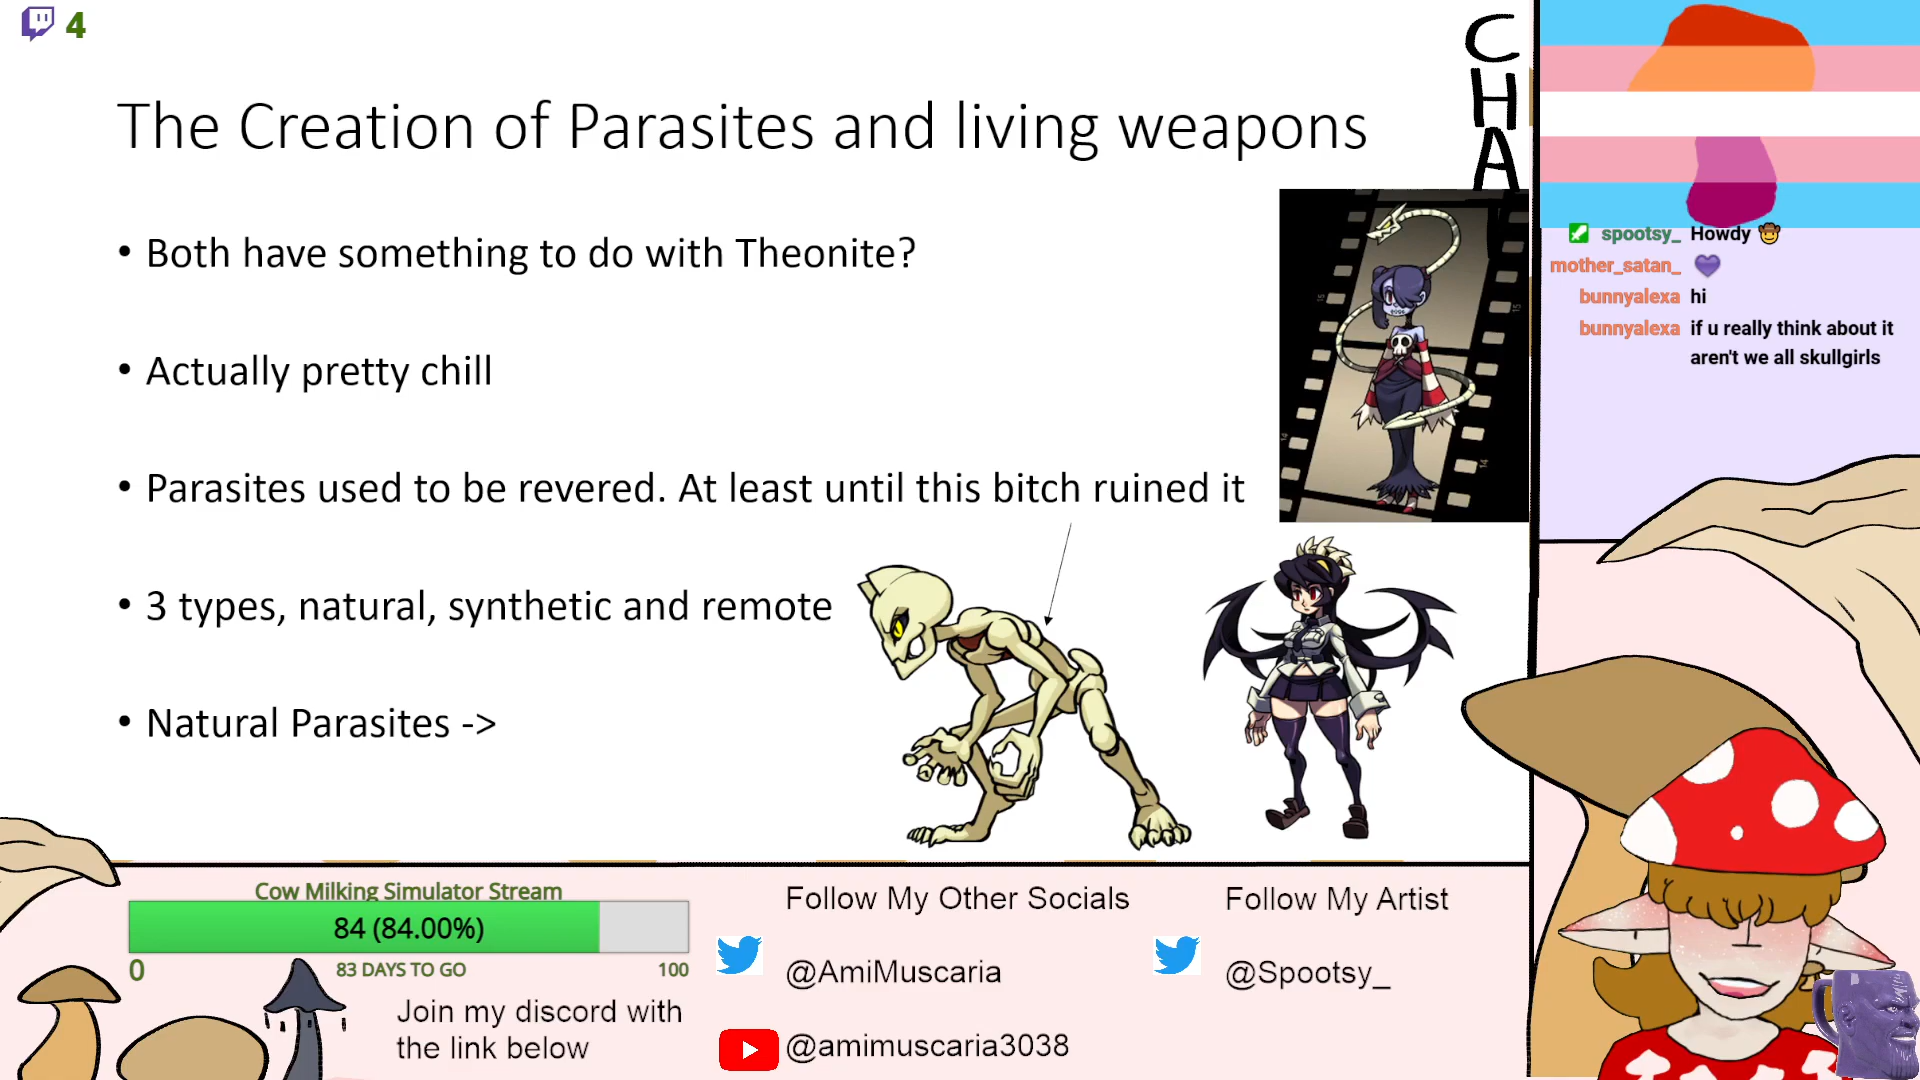 4
The Creation of Parasites and living weapons
• Both have something to do with Theonite?
• Actually pretty chill
• Parasites used to be revered. At least until this bitch ruined it
• 3 types, natural, synthetic and remote
• Natural Parasites ->
C
H
A
spootsy_ Howdy 🤠
mother_satan_ 💜
bunnyalexa hi
bunnyalexa if u really think about it
aren't we all skullgirls
Cow Milking Simulator Stream
84 (84.00%)
0 83 DAYS TO GO 100
Join my discord with
the link below
Follow My Other Socials
@AmiMuscaria
@amimuscaria3038
Follow My Artist
@Spootsy_